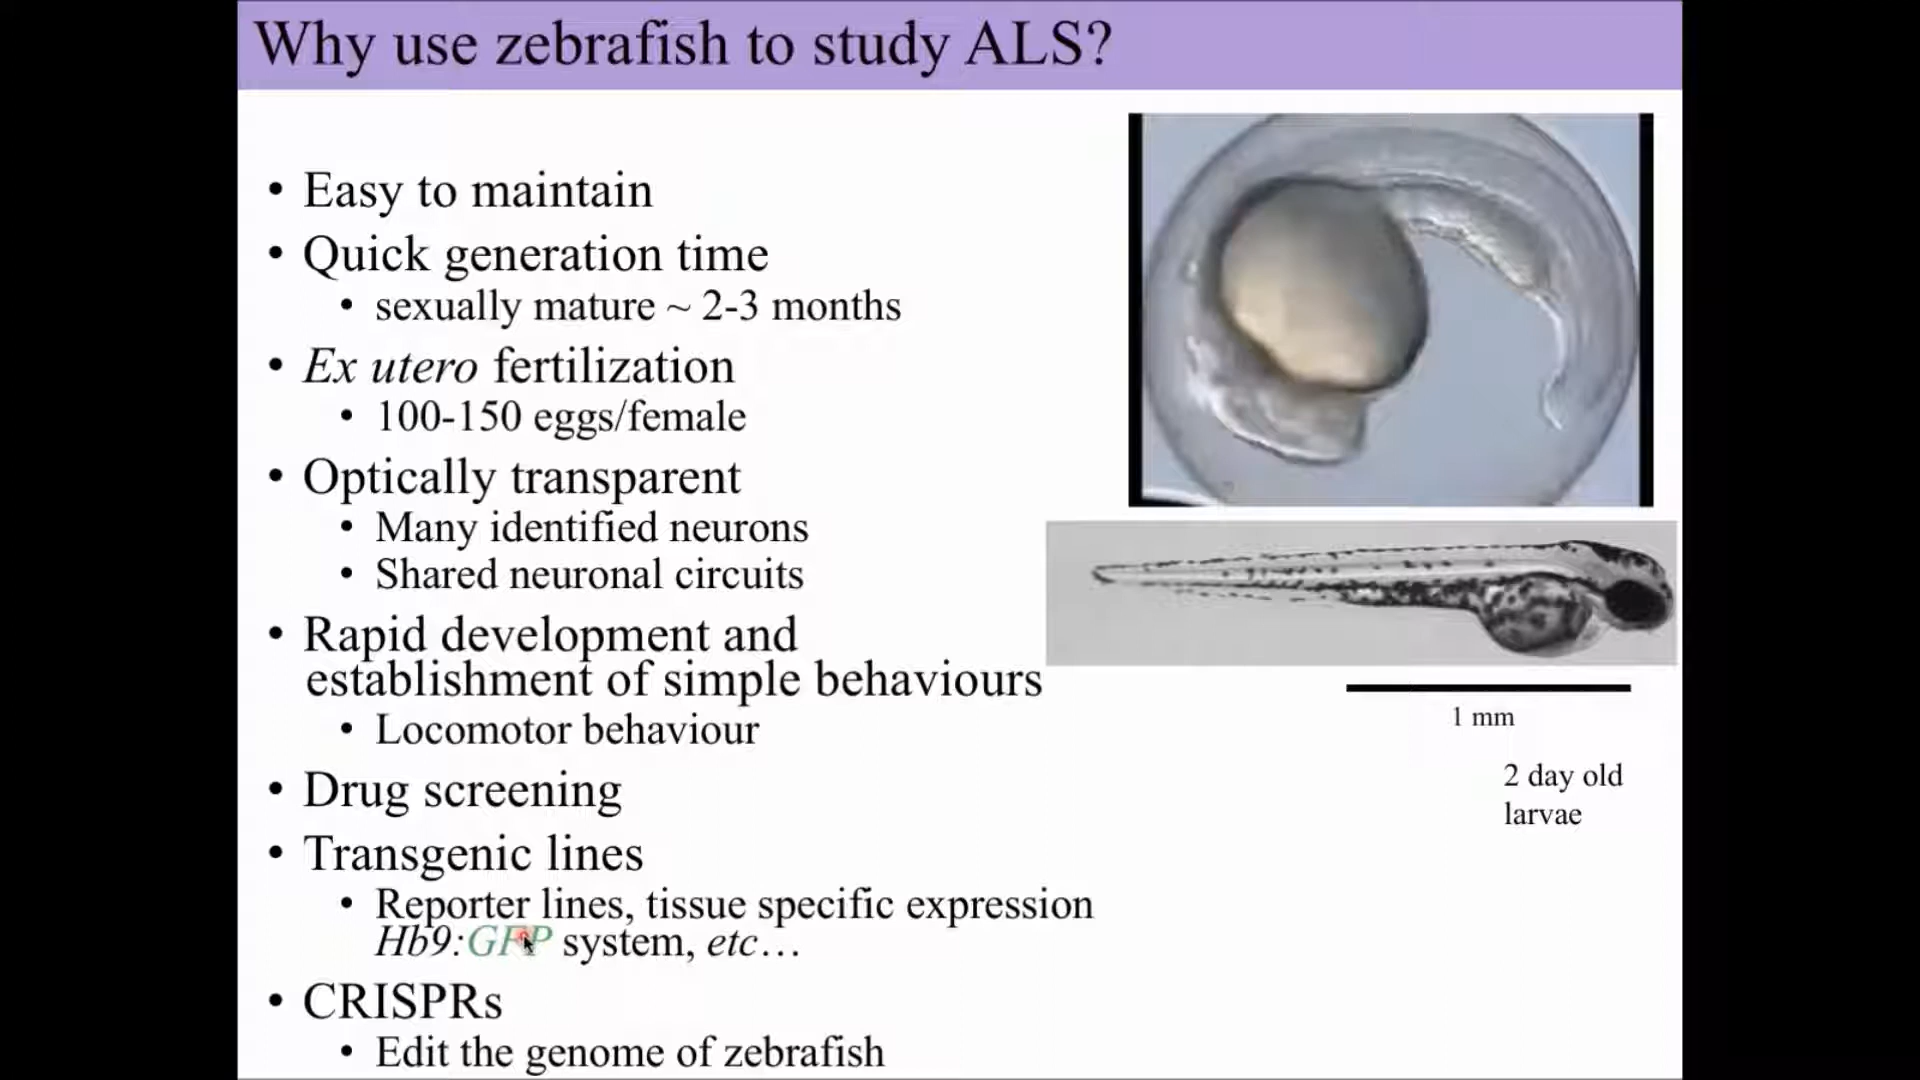 Why use zebrafish to study ALS?
• Easy to maintain
• Quick generation time
• sexually mature ~ 2-3 months
• Ex utero fertilization
• 100-150 eggs/female
• Optically transparent
• Many identified neurons
• Shared neuronal circuits
• Rapid development and
establishment of simple behaviours
• Locomotor behaviour
• Drug screening
• Transgenic lines
• Reporter lines, tissue specific expression
Hb9:GFP system, etc…
• CRISPRs
• Edit the genome of zebrafish
1 mm
2 day old
larvae